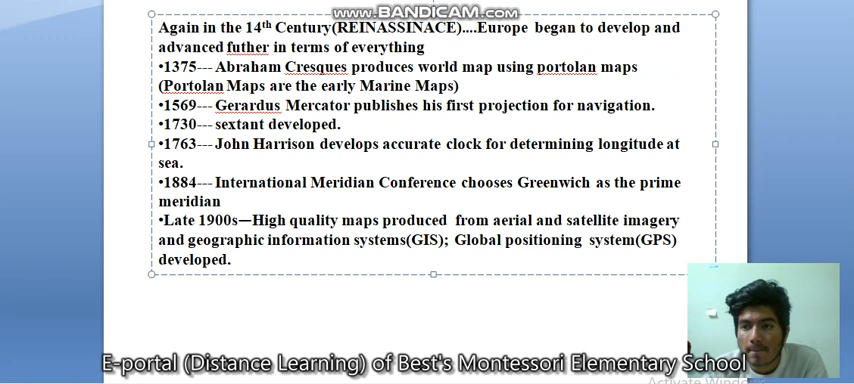 WWW.BANDICAM.COM
Again in the 14th Century(REINASSINACE)....Europe began to develop and
advanced futher in terms of everything
•1375--- Abraham Cresques produces world map using portolan maps
(Portolan Maps are the early Marine Maps)
•1569--- Gerardus Mercator publishes his first projection for navigation.
•1730--- sextant developed.
•1763--- John Harrison develops accurate clock for determining longitude at
sea.
•1884--- International Meridian Conference chooses Greenwich as the prime
meridian
•Late 1900s—High quality maps produced from aerial and satellite imagery
and geographic information systems(GIS); Global positioning system(GPS)
developed.
E-portal (Distance Learning) of Best's Montessori Elementary School
Activate